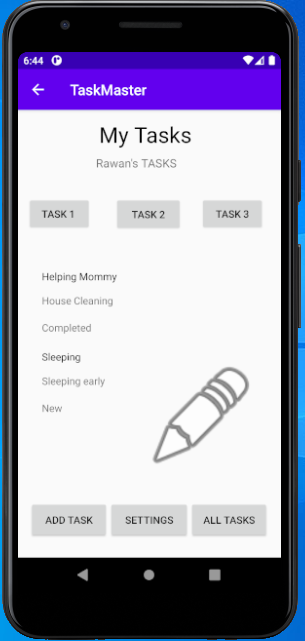 6:44
TaskMaster
My Tasks
Rawan's TASKS
TASK 1 TASK 2 TASK 3
Helping Mommy
House Cleaning
Completed
Sleeping
Sleeping early
New
ADD TASK SETTINGS ALL TASKS